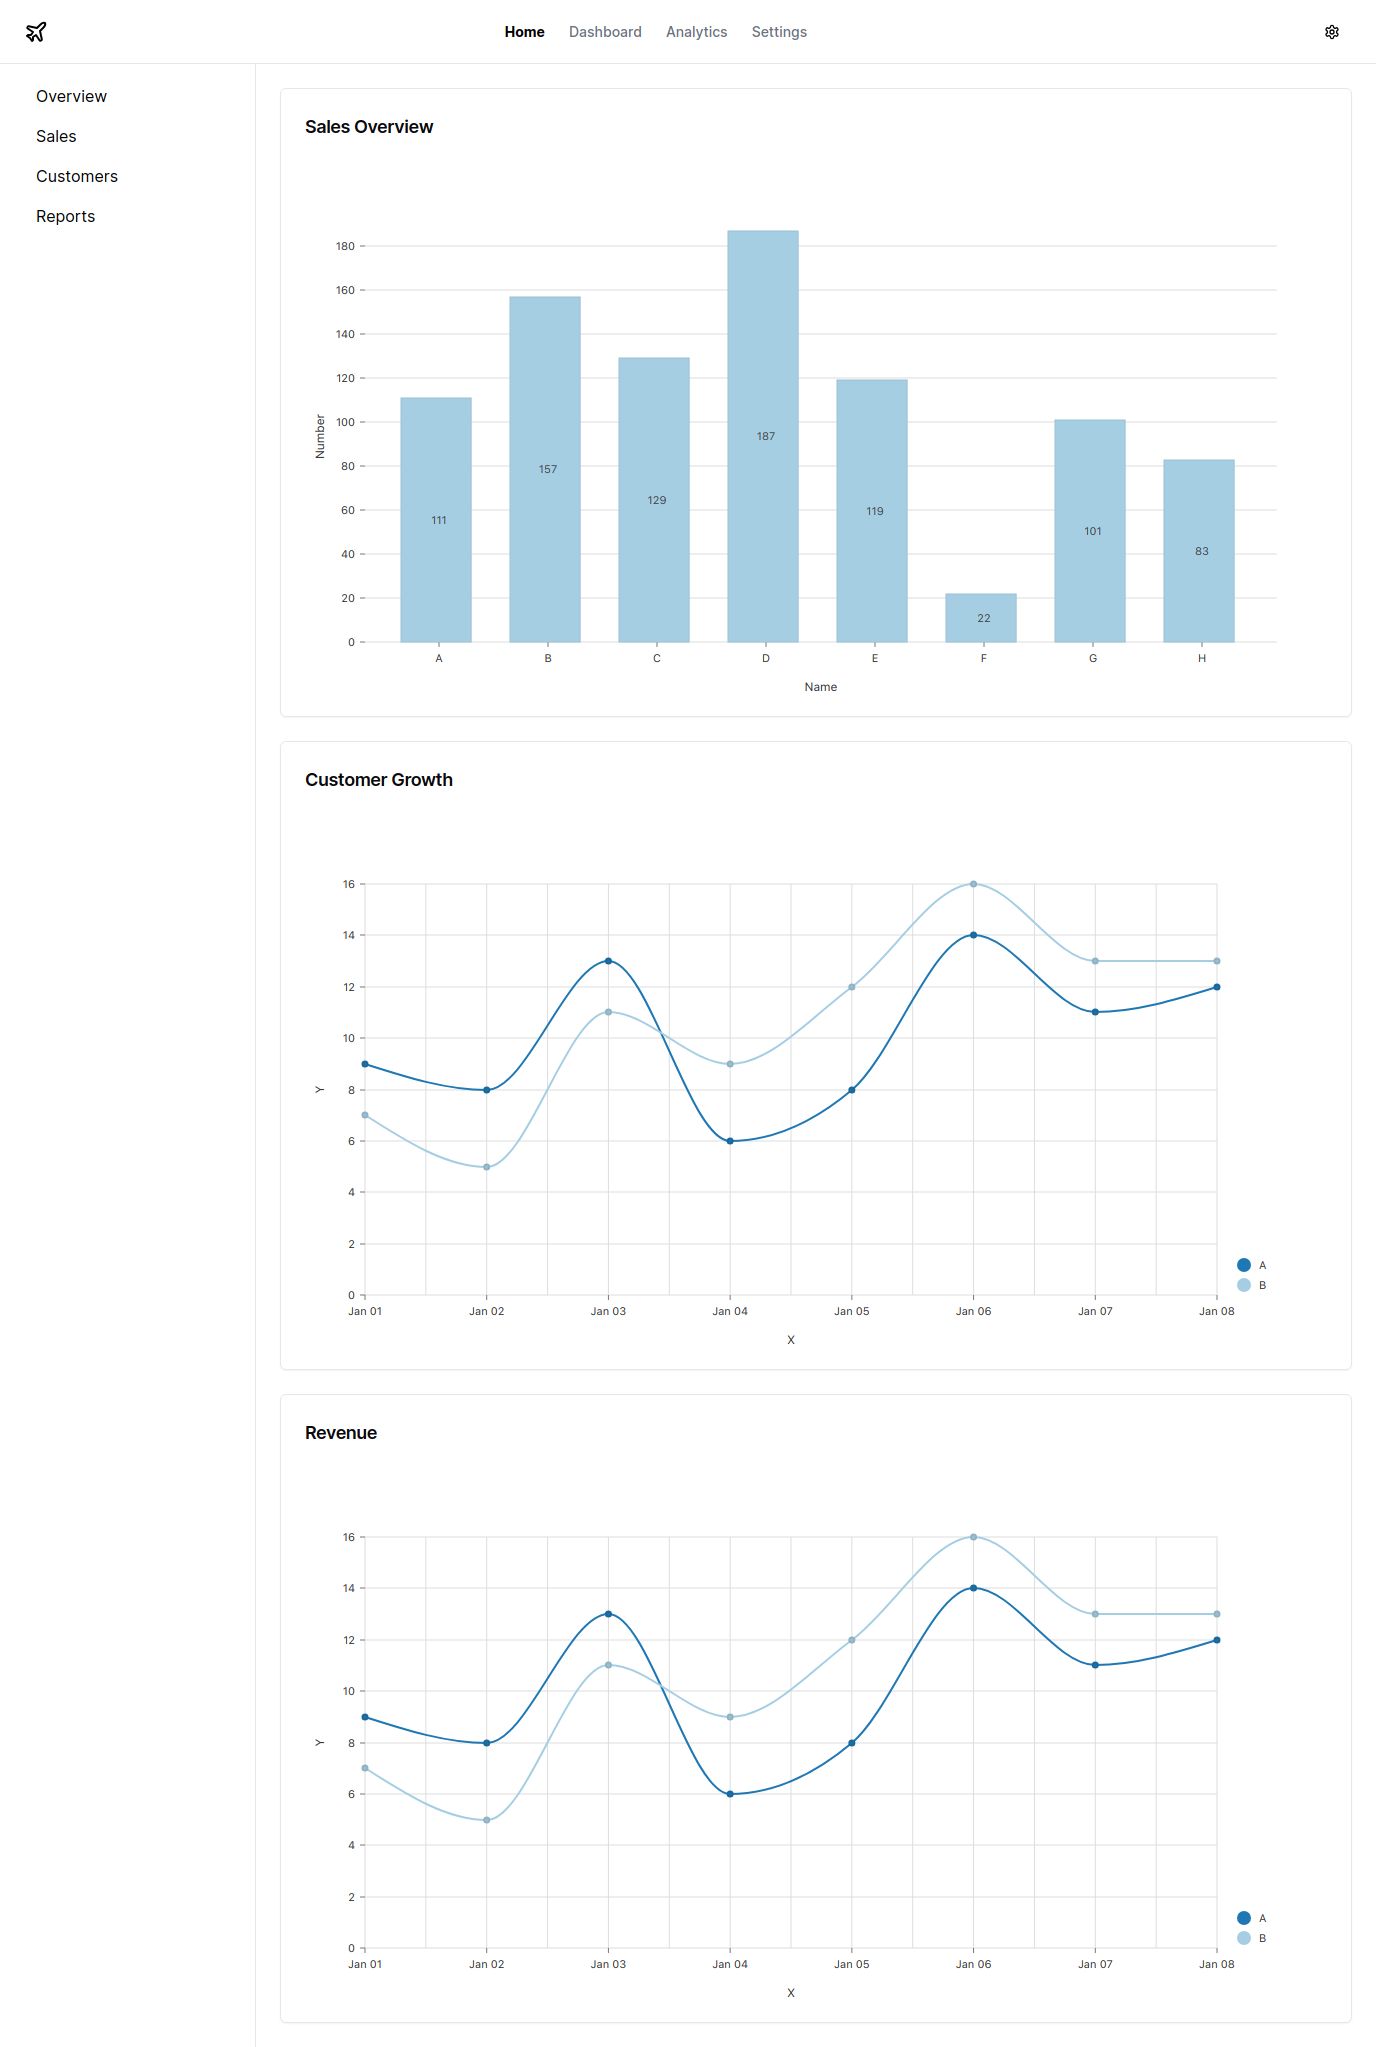 Home Dashboard Analytics Settings
Overview
Sales
Customers
Reports
Sales Overview
180
160
140
120
100
80
60
40
20
0
Number
111
157
129
187
119
22
101
83
A B C D E F G H
Name
Customer Growth
16
14
12
10
8
6
4
2
0
Y
A
B
Jan 01 Jan 02 Jan 03 Jan 04 Jan 05 Jan 06 Jan 07 Jan 08
X
Revenue
16
14
12
10
8
6
4
2
0
Y
A
B
Jan 01 Jan 02 Jan 03 Jan 04 Jan 05 Jan 06 Jan 07 Jan 08
X